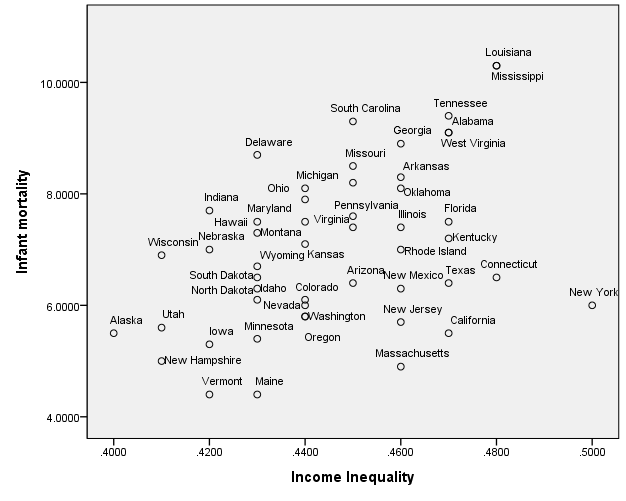 Louisiana
10.0000
Mississippi
Tennessee
South Carolina
Alabama
Georgia
West Virginia
Delaware
Missouri
Arkansas
Michigan
8.0000
Ohio
Oklahoma
Indiana
Pennsylvania
Maryland
Illinois
Florida
Hawaii
Virginia
Montana
Nebraska
Kentucky
Wisconsin
Wyoming
Kansas
Rhode Island
Connecticut
Arizona
South Dakota
New Mexico
Texas
North Dakota
Idaho
Colorado
New York
6.0000
Nevada
Alaska
Utah
Washington
New Jersey
California
Iowa
Minnesota
Oregon
Massachusetts
New Hampshire
Vermont
Maine
4.0000
Infant mortality
.4000 .4200 .4400 .4600 .4800 .5000
Income Inequality